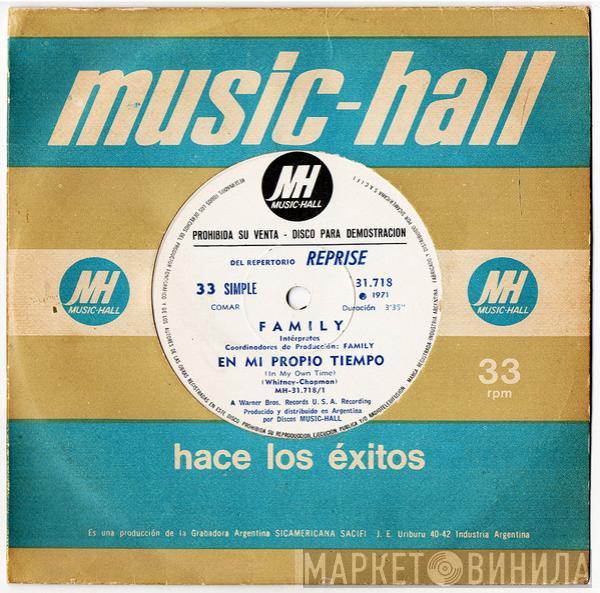 music-hall
MH
MUSIC-HALL
PROHIBIDA SU VENTA - DISCO PARA DEMOSTRACION
DEL REPERTORIO REPRISE
33 SIMPLE
31.718
COMAR
℗ 1971
Duración 3'35"
FAMILY
Intérpretes
Coordinadores de Producción: FAMILY
EN MI PROPIO TIEMPO
(In My Own Time)
(Whitney-Chapman)
MH-31.718/1
A Warner Bros. Records U. S. A. Recording
Producido y distribuido en Argentina
por Discos MUSIC-HALL
MH
MUSIC-HALL
MH
MUSIC-HALL
33
rpm
hace los éxitos
Es una producción de la Grabadora Argentina SICAMERICANA SACIFI J. E. Uriburu 40-42 Industria Argentina
МАРКЕТ ВИНИЛА